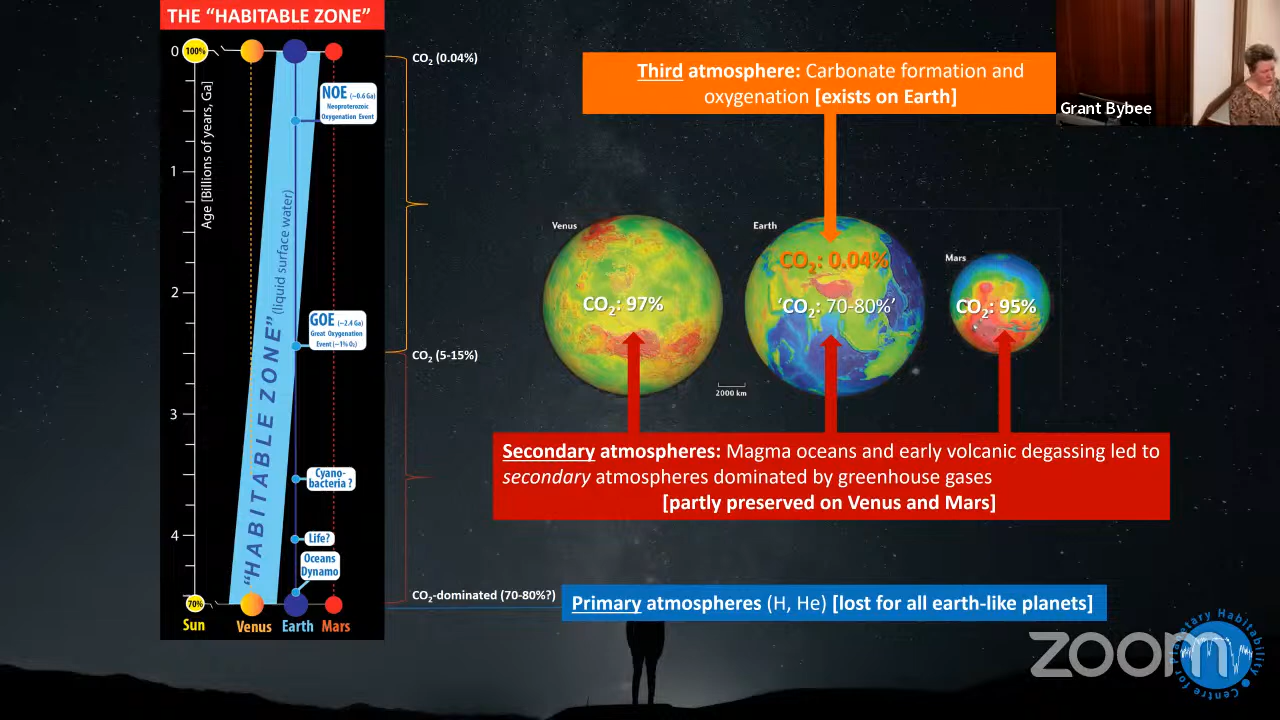 THE “HABITABLE ZONE”
0
100%
Age [Billions of years, Ga]
1
2
3
4
70%
Sun
Venus
Earth
Mars
“HABITABLE ZONE” (liquid surface water)
NOE (~0.6 Ga)
Neoproterozoic
Oxygenation Event
GOE (~2.4 Ga)
Great Oxygenation
Event (~1% O₂)
Cyano-
bacteria ?
Life?
Oceans
Dynamo
CO₂ (0.04%)
CO₂ (5-15%)
CO₂-dominated (70-80%?)
Third atmosphere: Carbonate formation and
oxygenation [exists on Earth]
Grant Bybee
Venus
Earth
Mars
CO₂: 97%
CO₂: 0.04%
‘CO₂: 70-80%’
CO₂: 95%
2000 km
Secondary atmospheres: Magma oceans and early volcanic degassing led to
secondary atmospheres dominated by greenhouse gases
[partly preserved on Venus and Mars]
Primary atmospheres (H, He) [lost for all earth-like planets]
zoom
Centre for Planetary Habitability